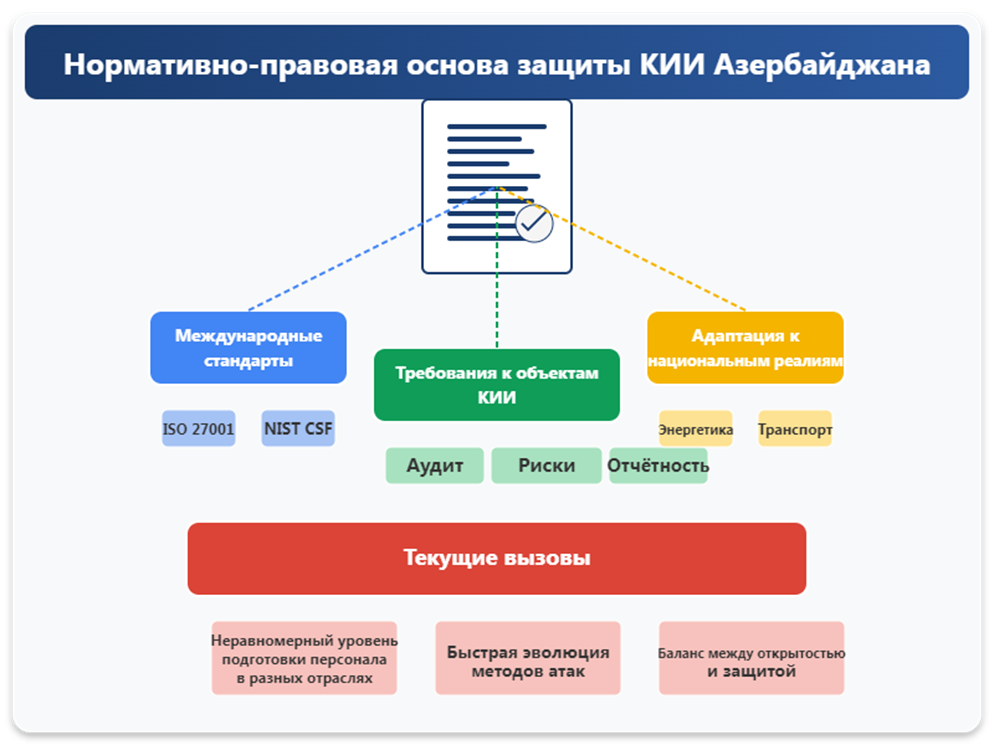 Нормативно-правовая основа защиты КИИ Азербайджана
Международные
стандарты
ISO 27001
NIST CSF
Требования к объектам
КИИ
Аудит
Риски
Отчётность
Адаптация к
национальным реалиям
Энергетика
Транспорт
Текущие вызовы
Неравномерный уровень
подготовки персонала
в разных отраслях
Быстрая эволюция
методов атак
Баланс между открытостью
и защитой